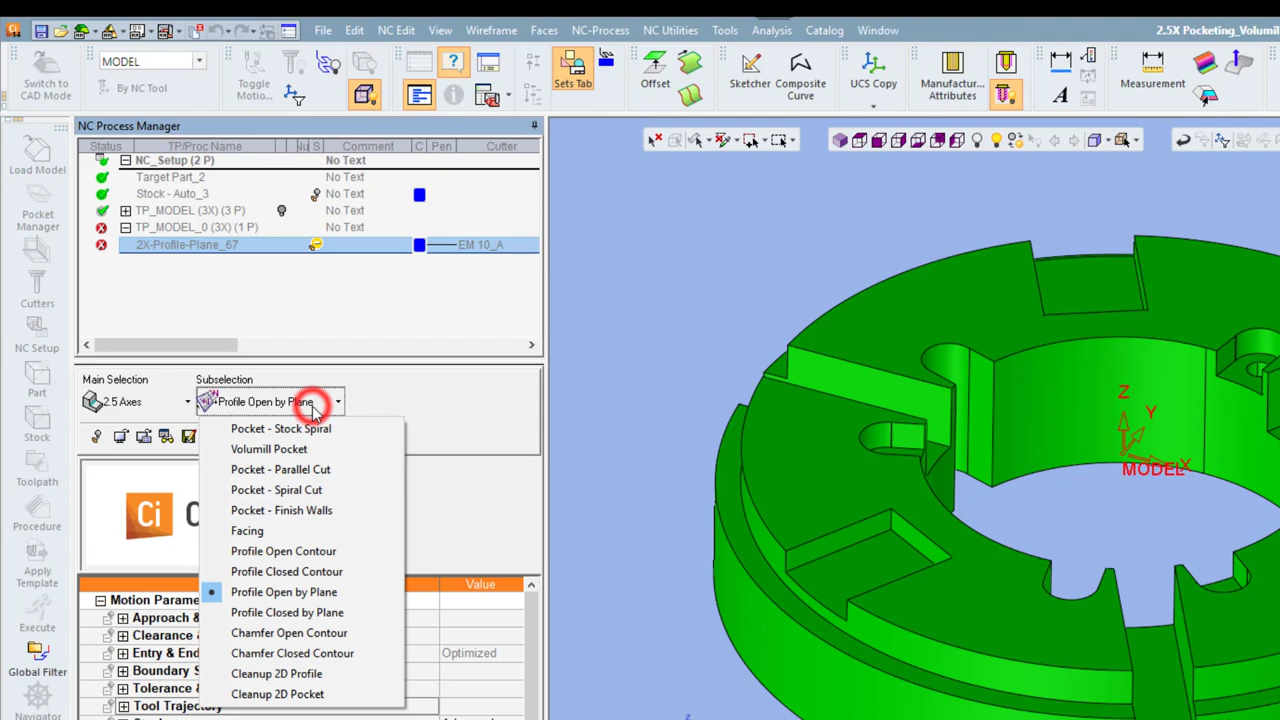 File Edit NC Edit View Wireframe Faces NC-Process NC Utilities Tools Analysis Catalog Window
2.5X Pocketing_Volumil
Switch to CAD Mode
MODEL
By NC Tool
Toggle Motion...
Sets Tab
Offset
Sketcher
Composite Curve
UCS Copy
Manufactur... Attributes
Measurement
NC Process Manager
Status TP/Proc Name Nu S Comment C Pen Cutter
NC_Setup (2 P) No Text
Target Part_2 No Text
Stock - Auto_3 No Text
TP_MODEL (3X) (3 P) No Text
TP_MODEL_0 (3X) (1 P) No Text
2X-Profile-Plane_67 EM 10_A
Load Model
Pocket Manager
Cutters
NC Setup
Part
Stock
Toolpath
Procedure
Apply Template
Execute
Global Filter
Navigator
Main Selection
Subselection
2.5 Axes
Profile Open by Plane
Pocket - Stock Spiral
Volumill Pocket
Pocket - Parallel Cut
Pocket - Spiral Cut
Pocket - Finish Walls
Facing
Profile Open Contour
Profile Closed Contour
Profile Open by Plane
Profile Closed by Plane
Chamfer Open Contour
Chamfer Closed Contour
Cleanup 2D Profile
Cleanup 2D Pocket
Ci
Value
Motion Parame
Approach &
Clearance
Entry & End
Optimized
Boundary S
Tolerance
Tool Trajecto
Z
Y
X
MODEL
z